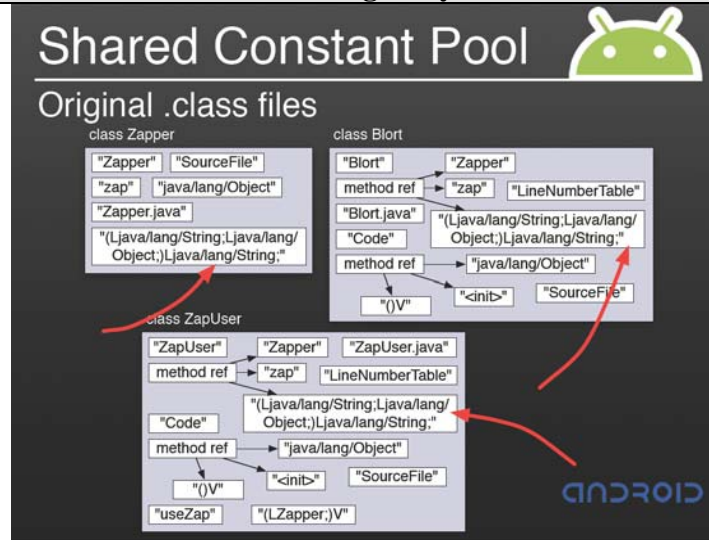 Shared Constant Pool
Original .class files
class Zapper
"Zapper" "SourceFile"
"zap" "java/lang/Object"
"Zapper.java"
"(Ljava/lang/String;Ljava/lang/
Object;)Ljava/lang/String;"
class Blort
"Blort" "Zapper"
method ref "zap" "LineNumberTable"
"Blort.java"
"(Ljava/lang/String;Ljava/lang/
Object;)Ljava/lang/String;"
"Code"
method ref "java/lang/Object"
"()V" "<init>" "SourceFile"
class ZapUser
"ZapUser" "Zapper" "ZapUser.java"
method ref "zap" "LineNumberTable"
"(Ljava/lang/String;Ljava/lang/
Object;)Ljava/lang/String;"
"Code"
method ref "java/lang/Object"
"()V" "<init>" "SourceFile"
"useZap" "(LZapper;)V"
ANDROID